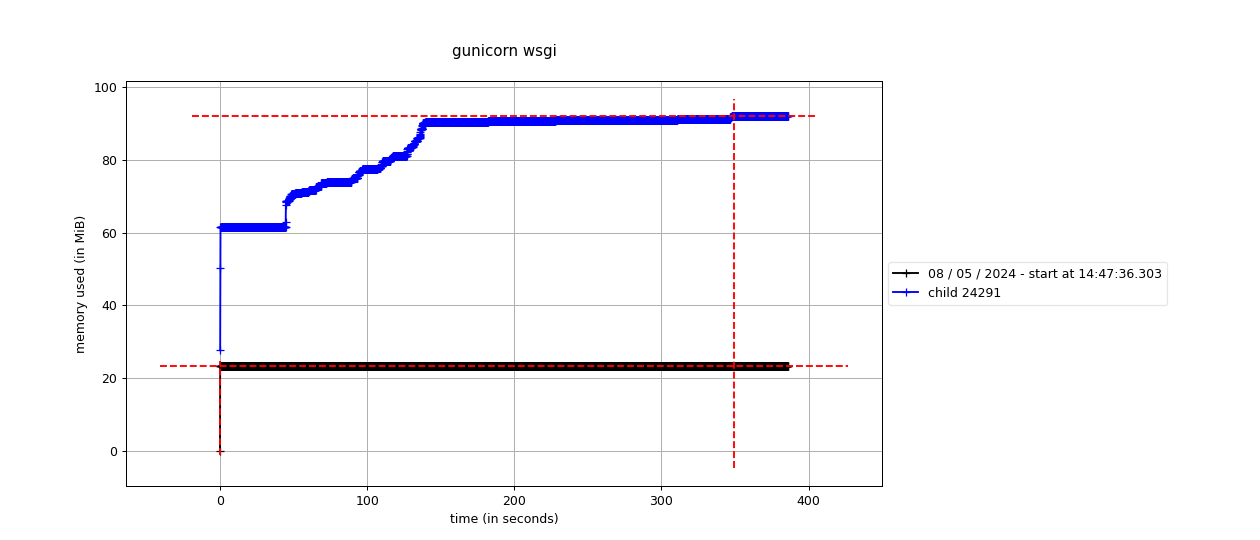 gunicorn wsgi
100
80
60
40
20
0
memory used (in MiB)
0 100 200 300 400
time (in seconds)
08 / 05 / 2024 - start at 14:47:36.303
child 24291